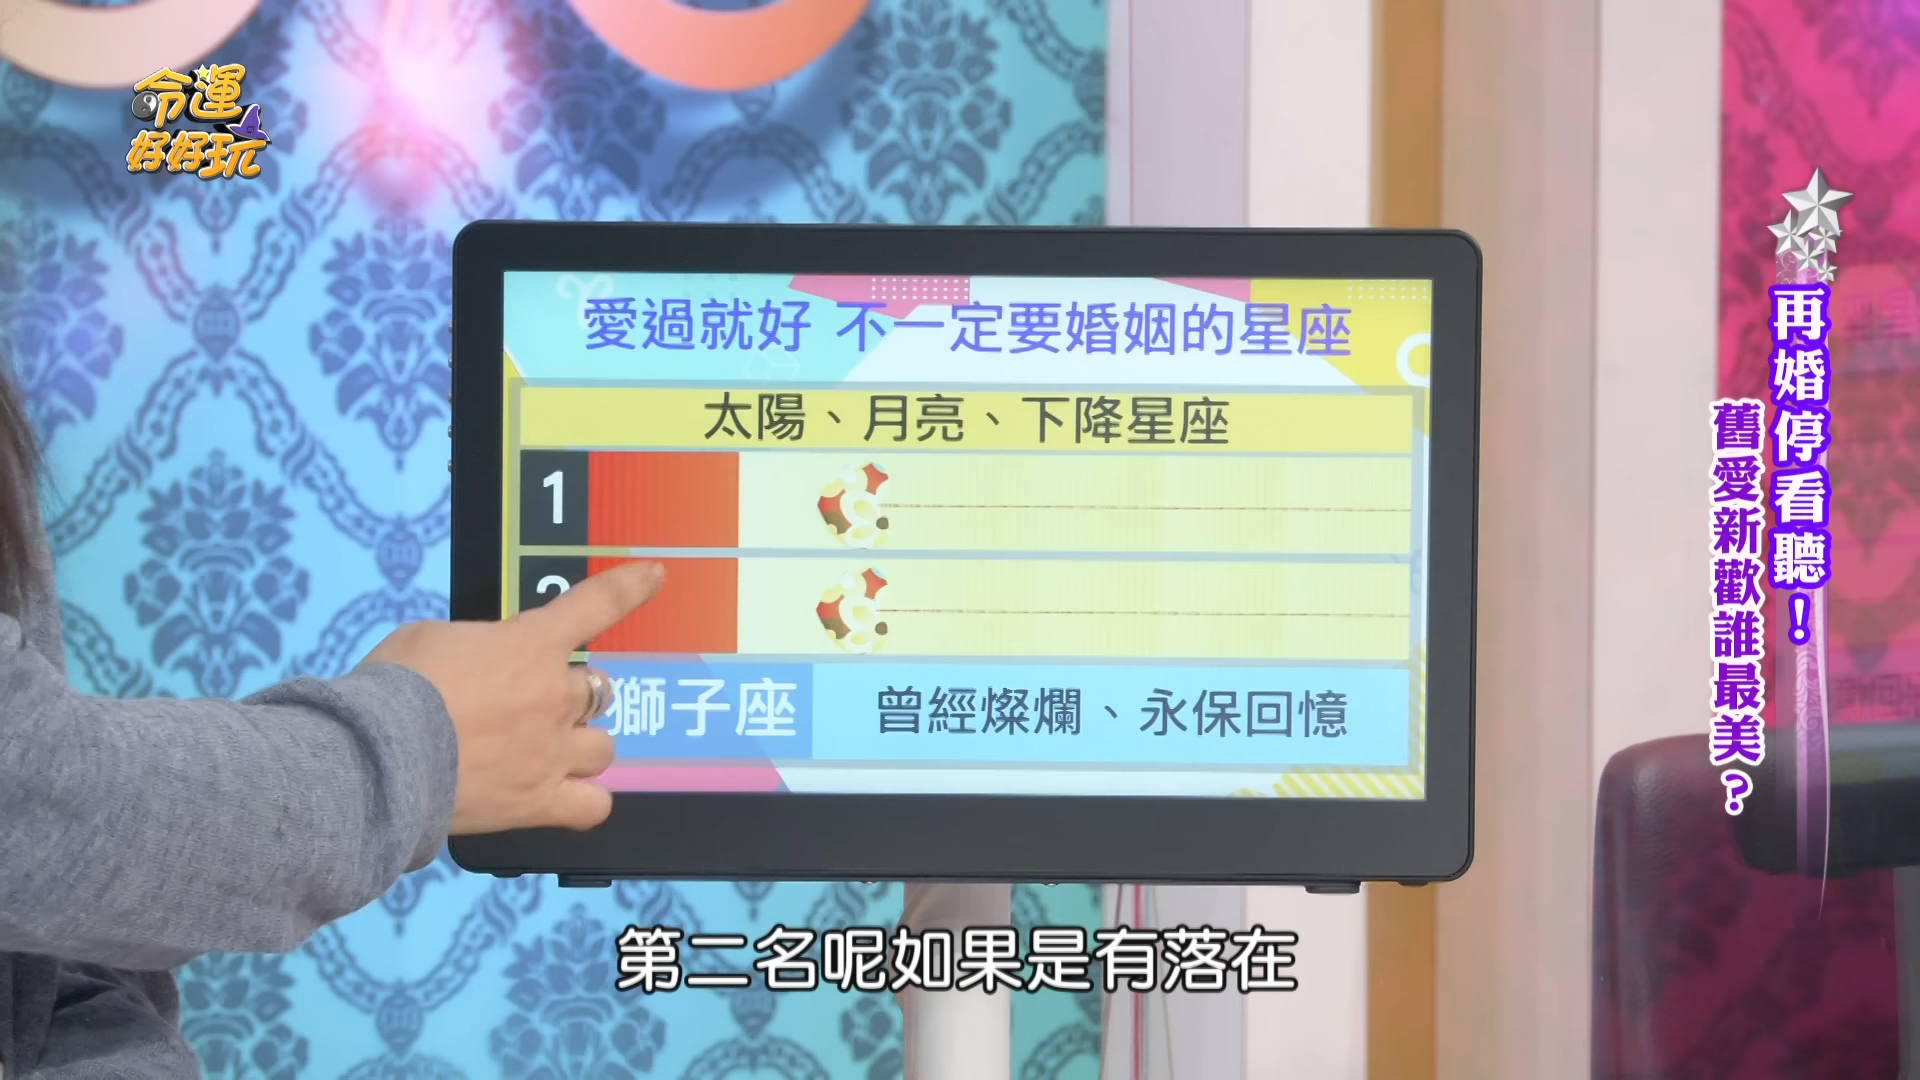 命運
好好玩
愛過就好 不一定要婚姻的星座
太陽、月亮、下降星座
1
2
獅子座 曾經燦爛、永保回憶
再婚停看聽!
舊愛新歡誰最美?
第二名呢如果是有落在